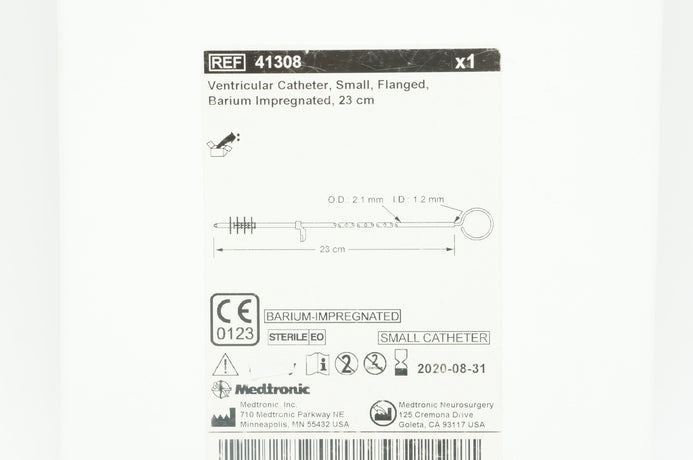 REF 41308 x1
Ventricular Catheter, Small, Flanged,
Barium Impregnated, 23 cm
O.D.: 2.1 mm I.D.: 1.2 mm
23 cm
CE
0123
BARIUM-IMPREGNATED
STERILE EO
SMALL CATHETER
i 2 2 2020-08-31
Medtronic
Medtronic, Inc.
710 Medtronic Parkway NE
Minneapolis, MN 55432 USA
Medtronic Neurosurgery
125 Cremona Drive
Goleta, CA 93117 USA